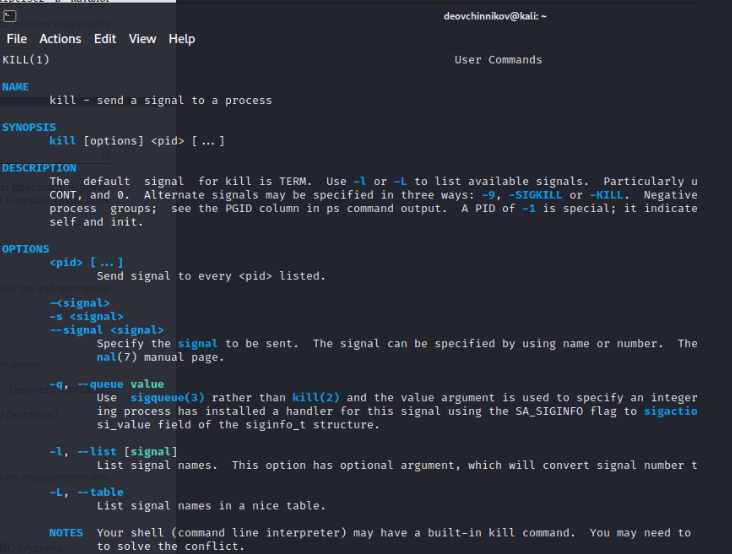 deovchinnikov@kali: ~
File Actions Edit View Help
KILL(1) User Commands
NAME
kill - send a signal to a process
SYNOPSIS
kill [options] <pid> [...]
DESCRIPTION
The default signal for kill is TERM. Use -l or -L to list available signals. Particularly u
CONT, and 0. Alternate signals may be specified in three ways: -9, -SIGKILL or -KILL. Negative
process groups; see the PGID column in ps command output. A PID of -1 is special; it indicate
self and init.
OPTIONS
<pid> [...]
Send signal to every <pid> listed.
-<signal>
-s <signal>
--signal <signal>
Specify the signal to be sent. The signal can be specified by using name or number. The
nal(7) manual page.
-q, --queue value
Use sigqueue(3) rather than kill(2) and the value argument is used to specify an integer
ing process has installed a handler for this signal using the SA_SIGINFO flag to sigactio
si_value field of the siginfo_t structure.
-l, --list [signal]
List signal names. This option has optional argument, which will convert signal number t
-L, --table
List signal names in a nice table.
NOTES Your shell (command line interpreter) may have a built-in kill command. You may need to
to solve the conflict.